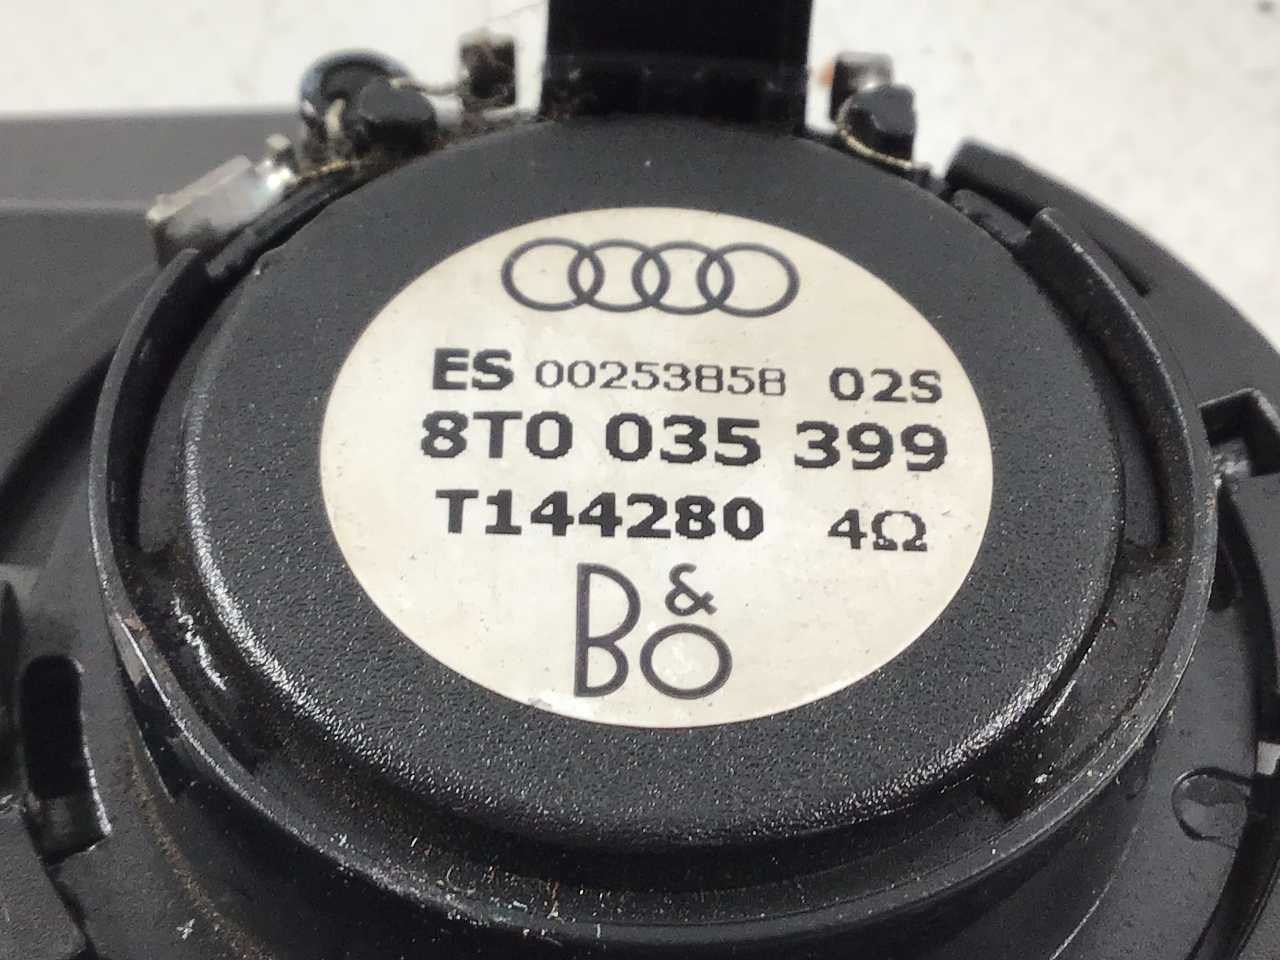 ES 00253858 02S
8T0 035 399
T144280 4Ω
B&O